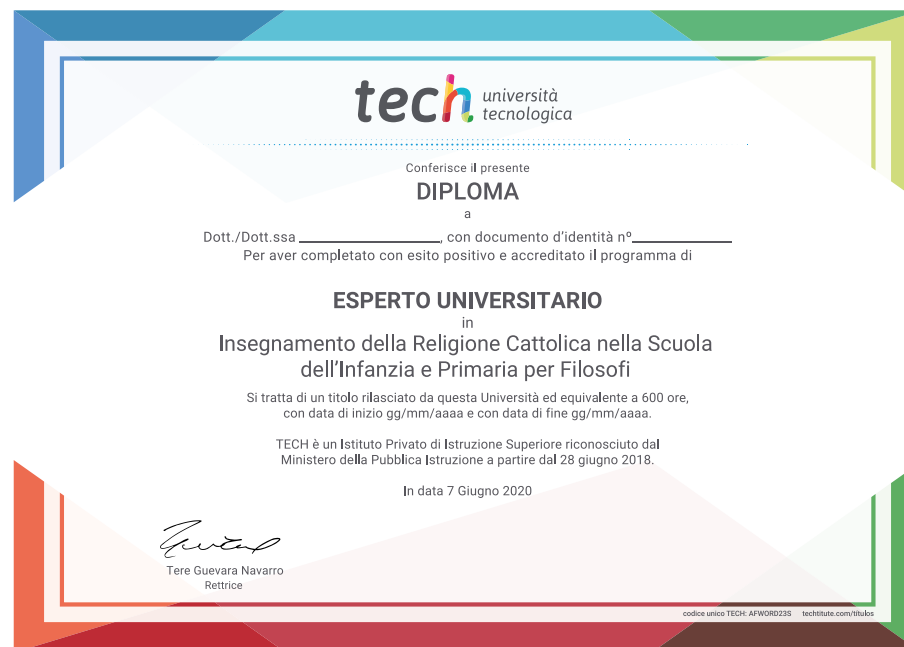 tech università
tecnologica
Conferisce il presente
DIPLOMA
a
Dott./Dott.ssa ____________________, con documento d'identità nº______________
Per aver completato con esito positivo e accreditato il programma di
ESPERTO UNIVERSITARIO
in
Insegnamento della Religione Cattolica nella Scuola
dell'Infanzia e Primaria per Filosofi
Si tratta di un titolo rilasciato da questa Università ed equivalente a 600 ore,
con data di inizio gg/mm/aaaa e con data di fine gg/mm/aaaa.
TECH è un Istituto Privato di Istruzione Superiore riconosciuto dal
Ministero della Pubblica Istruzione a partire dal 28 giugno 2018.
In data 7 Giugno 2020
Tere Guevara Navarro
Rettrice
codice unico TECH: AFWORD23S techtitute.com/titulos